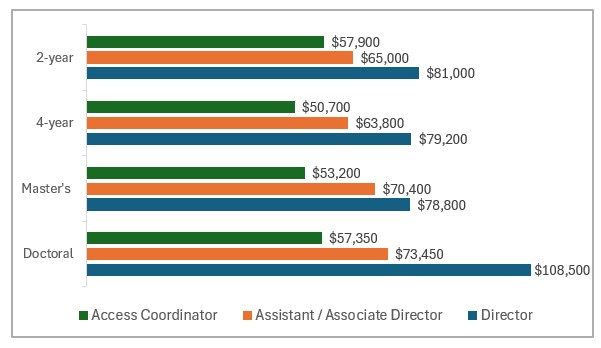 2-year
$57,900
$65,000
$81,000
4-year
$50,700
$63,800
$79,200
Master's
$53,200
$70,400
$78,800
Doctoral
$57,350
$73,450
$108,500
Access Coordinator Assistant / Associate Director Director